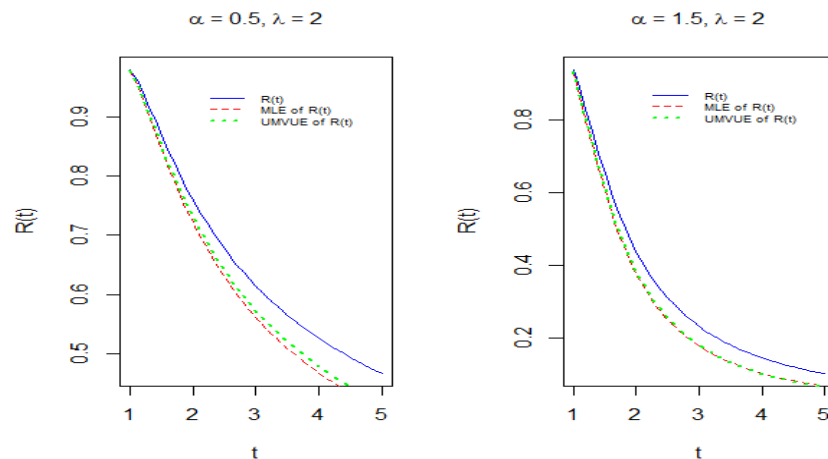 α = 0.5, λ = 2
R(t)
MLE of R(t)
UMVUE of R(t)
0.9
0.8
0.7
0.6
0.5
R(t)
1 2 3 4 5
t
α = 1.5, λ = 2
R(t)
MLE of R(t)
UMVUE of R(t)
0.8
0.6
0.4
0.2
R(t)
1 2 3 4 5
t